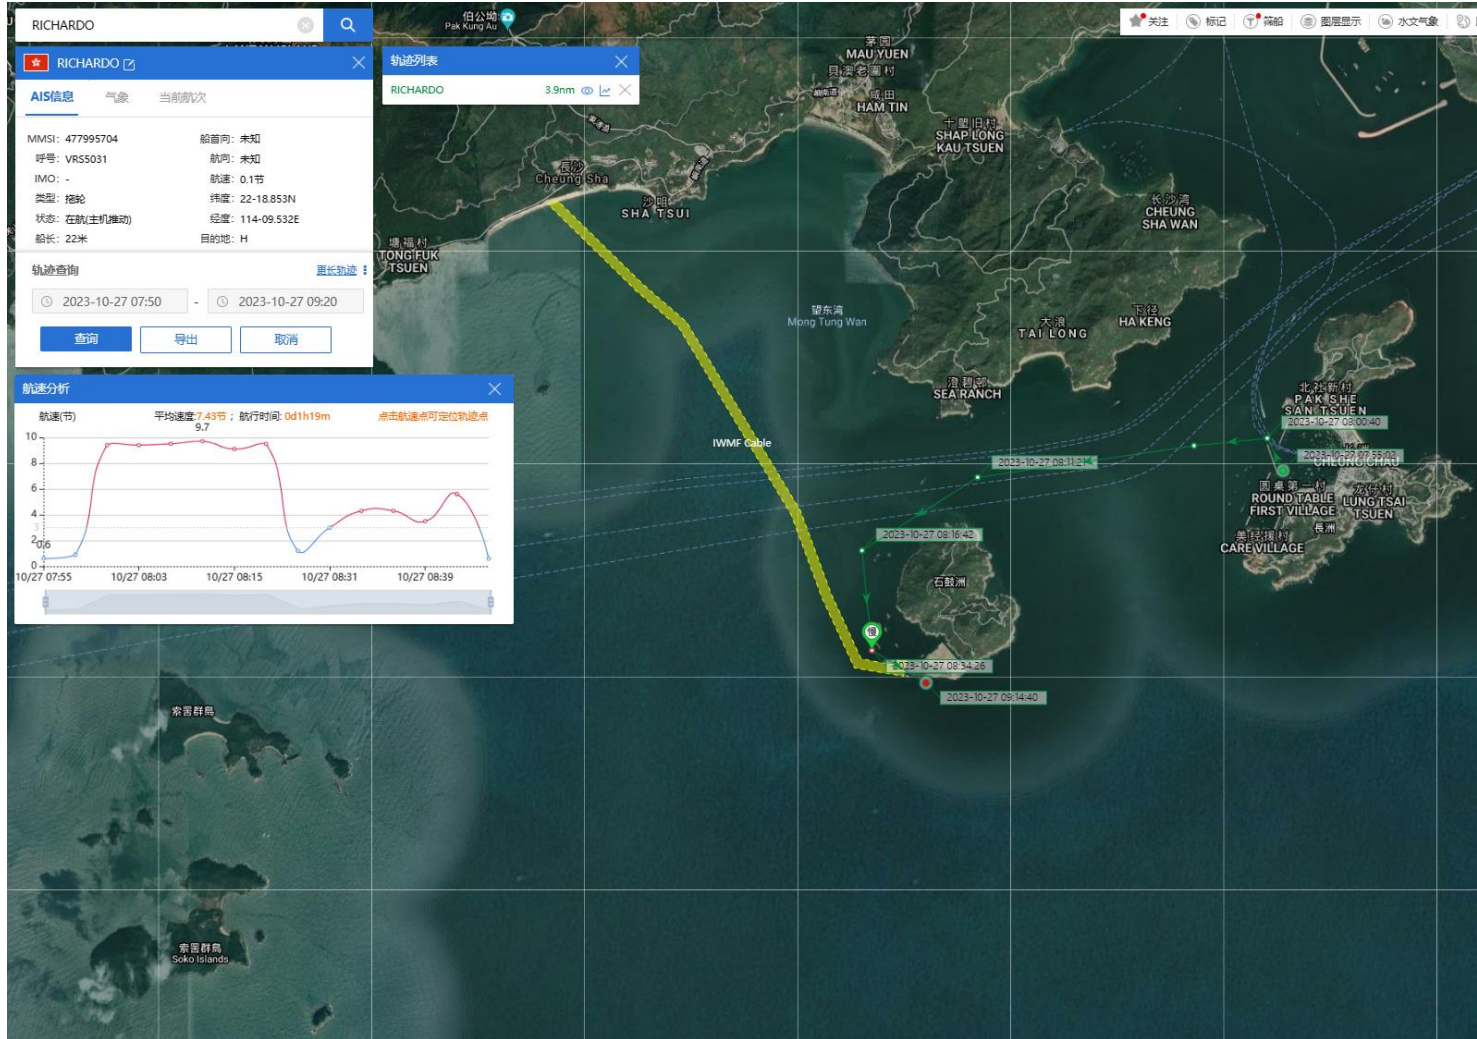 RICHARDO
RICHARDO
AIS信息
气象
当前航次
MMSI: 477995704
船首向: 未知
呼号: VRS5031
航向: 未知
IMO: -
航速: 0.1节
类型: 拖轮
纬度: 22-18.853N
状态: 在航(主机推动)
经度: 114-09.532E
船长: 22米
目的地: H
轨迹查询
更长轨迹
2023-10-27 07:50 - 2023-10-27 09:20
查询
导出
取消
轨迹列表
RICHARDO 3.9nm
关注
标记
筛船
图层显示
水文气象
航速分析
航速(节)
平均速度:7.43节；航行时间: 0d1h19m
点击航速点可定位轨迹点
9.7
10
8
6
4
3
2
0.6
0
10/27 07:55
10/27 08:03
10/27 08:15
10/27 08:31
10/27 08:39
伯公坳
Pak Kung Au
茅园
MAU YUEN
貝澳老圍村
咸田
HAM TIN
十塱旧村
SHAP LONG
KAU TSUEN
長沙
Cheung Sha
沙咀
SHA TSUI
塘福村
TONG FUK
TSUEN
长沙湾
CHEUNG
SHA WAN
望东湾
Mong Tung Wan
大浪
TAI LONG
下径
HA KENG
澄碧邨
SEA RANCH
北社新村
PAK SHE
SAN TSUEN
2023-10-27 08:00:40
2023-10-27 07:55:02
CHEUNG CHAU
IWMF Cable
2023-10-27 08:11:21
圆桌第一村
ROUND TABLE
FIRST VILLAGE
龙仔村
LUNG TSAI
TSUEN
長洲
美经援村
CARE VILLAGE
2023-10-27 08:16:42
石鼓洲
慢
2023-10-27 08:34:26
2023-10-27 09:14:40
索罟群島
索罟群島
Soko Islands